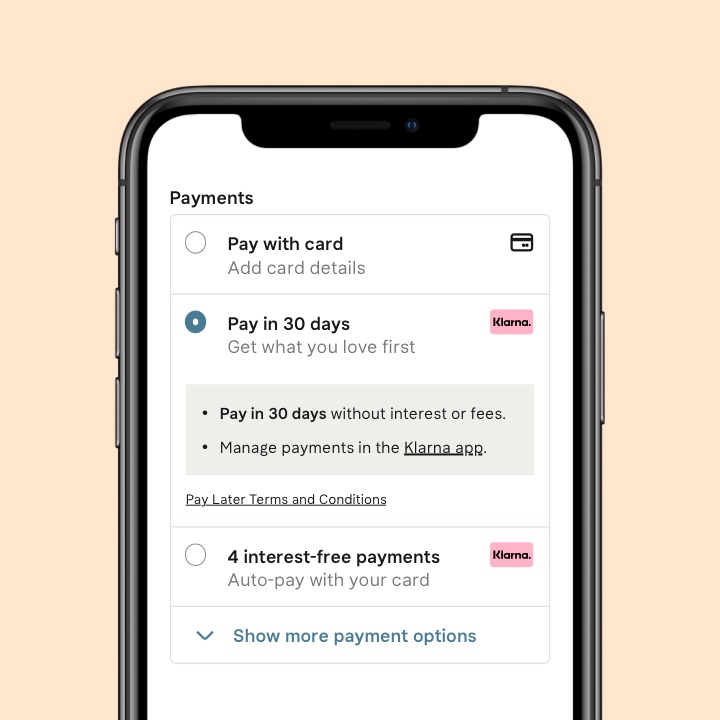 Payments
Pay with card
Add card details
Pay in 30 days
Klarna.
Get what you love first
• Pay in 30 days without interest or fees.
• Manage payments in the Klarna app.
Pay Later Terms and Conditions
4 interest-free payments
Klarna.
Auto-pay with your card
Show more payment options